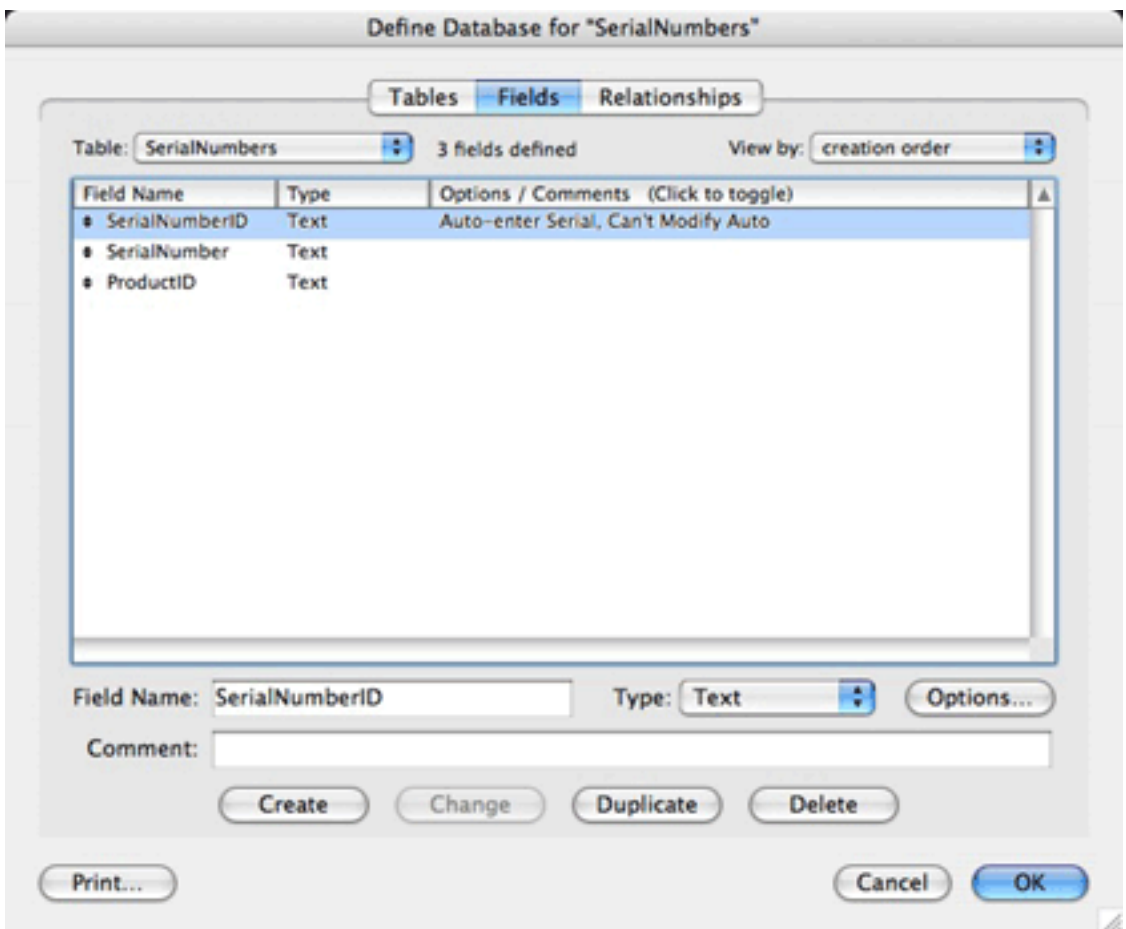 Define Database for "SerialNumbers"
Tables Fields Relationships
Table: SerialNumbers 3 fields defined View by: creation order
Field Name Type Options / Comments (Click to toggle)
SerialNumberID Text Auto-enter Serial, Can't Modify Auto
SerialNumber Text
ProductID Text
Field Name: SerialNumberID Type: Text Options...
Comment:
Create Change Duplicate Delete
Print... Cancel OK